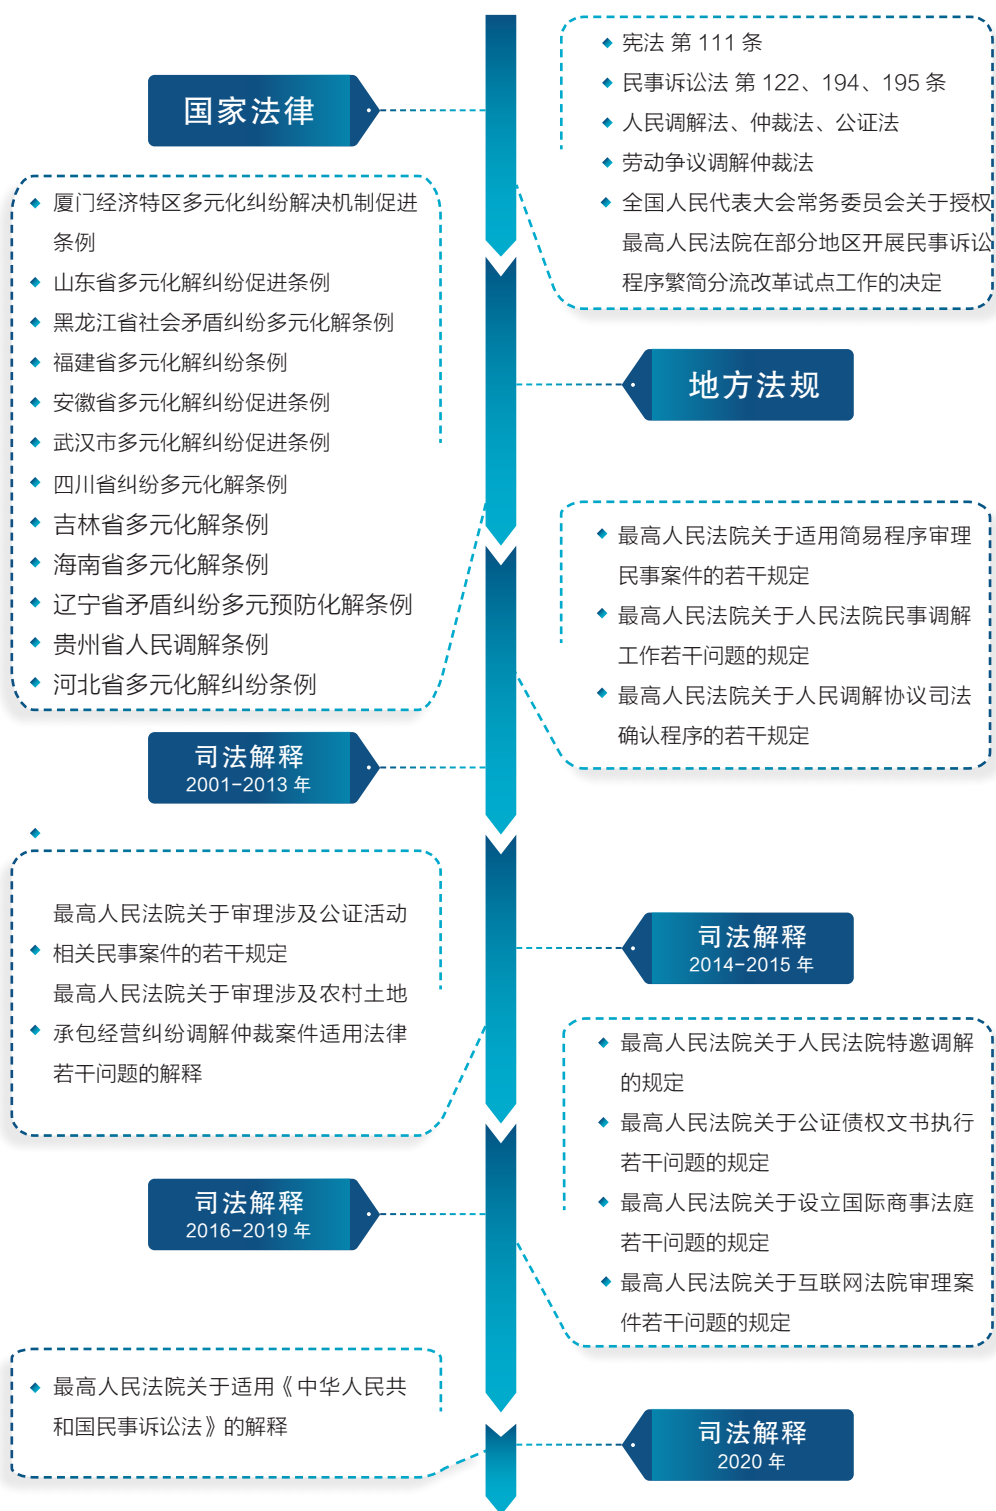 国家法律
宪法 第 111 条
民事诉讼法 第 122、194、195 条
人民调解法、仲裁法、公证法
劳动争议调解仲裁法
全国人民代表大会常务委员会关于授权
最高人民法院在部分地区开展民事诉讼
程序繁简分流改革试点工作的决定
地方法规
厦门经济特区多元化纠纷解决机制促进
条例
山东省多元化解纠纷促进条例
黑龙江省社会矛盾纠纷多元化解条例
福建省多元化解纠纷条例
安徽省多元化解纠纷促进条例
武汉市多元化解纠纷促进条例
四川省纠纷多元化解条例
吉林省多元化解条例
海南省多元化解条例
辽宁省矛盾纠纷多元预防化解条例
贵州省人民调解条例
河北省多元化解纠纷条例
司法解释
2001-2013 年
最高人民法院关于适用简易程序审理
民事案件的若干规定
最高人民法院关于人民法院民事调解
工作若干问题的规定
最高人民法院关于人民调解协议司法
确认程序的若干规定
司法解释
2014-2015 年
最高人民法院关于审理涉及公证活动
相关民事案件的若干规定
最高人民法院关于审理涉及农村土地
承包经营纠纷调解仲裁案件适用法律
若干问题的解释
司法解释
2016-2019 年
最高人民法院关于人民法院特邀调解
的规定
最高人民法院关于公证债权文书执行
若干问题的规定
最高人民法院关于设立国际商事法庭
若干问题的规定
最高人民法院关于互联网法院审理案
件若干问题的规定
司法解释
2020 年
最高人民法院关于适用《中华人民共
和国民事诉讼法》的解释